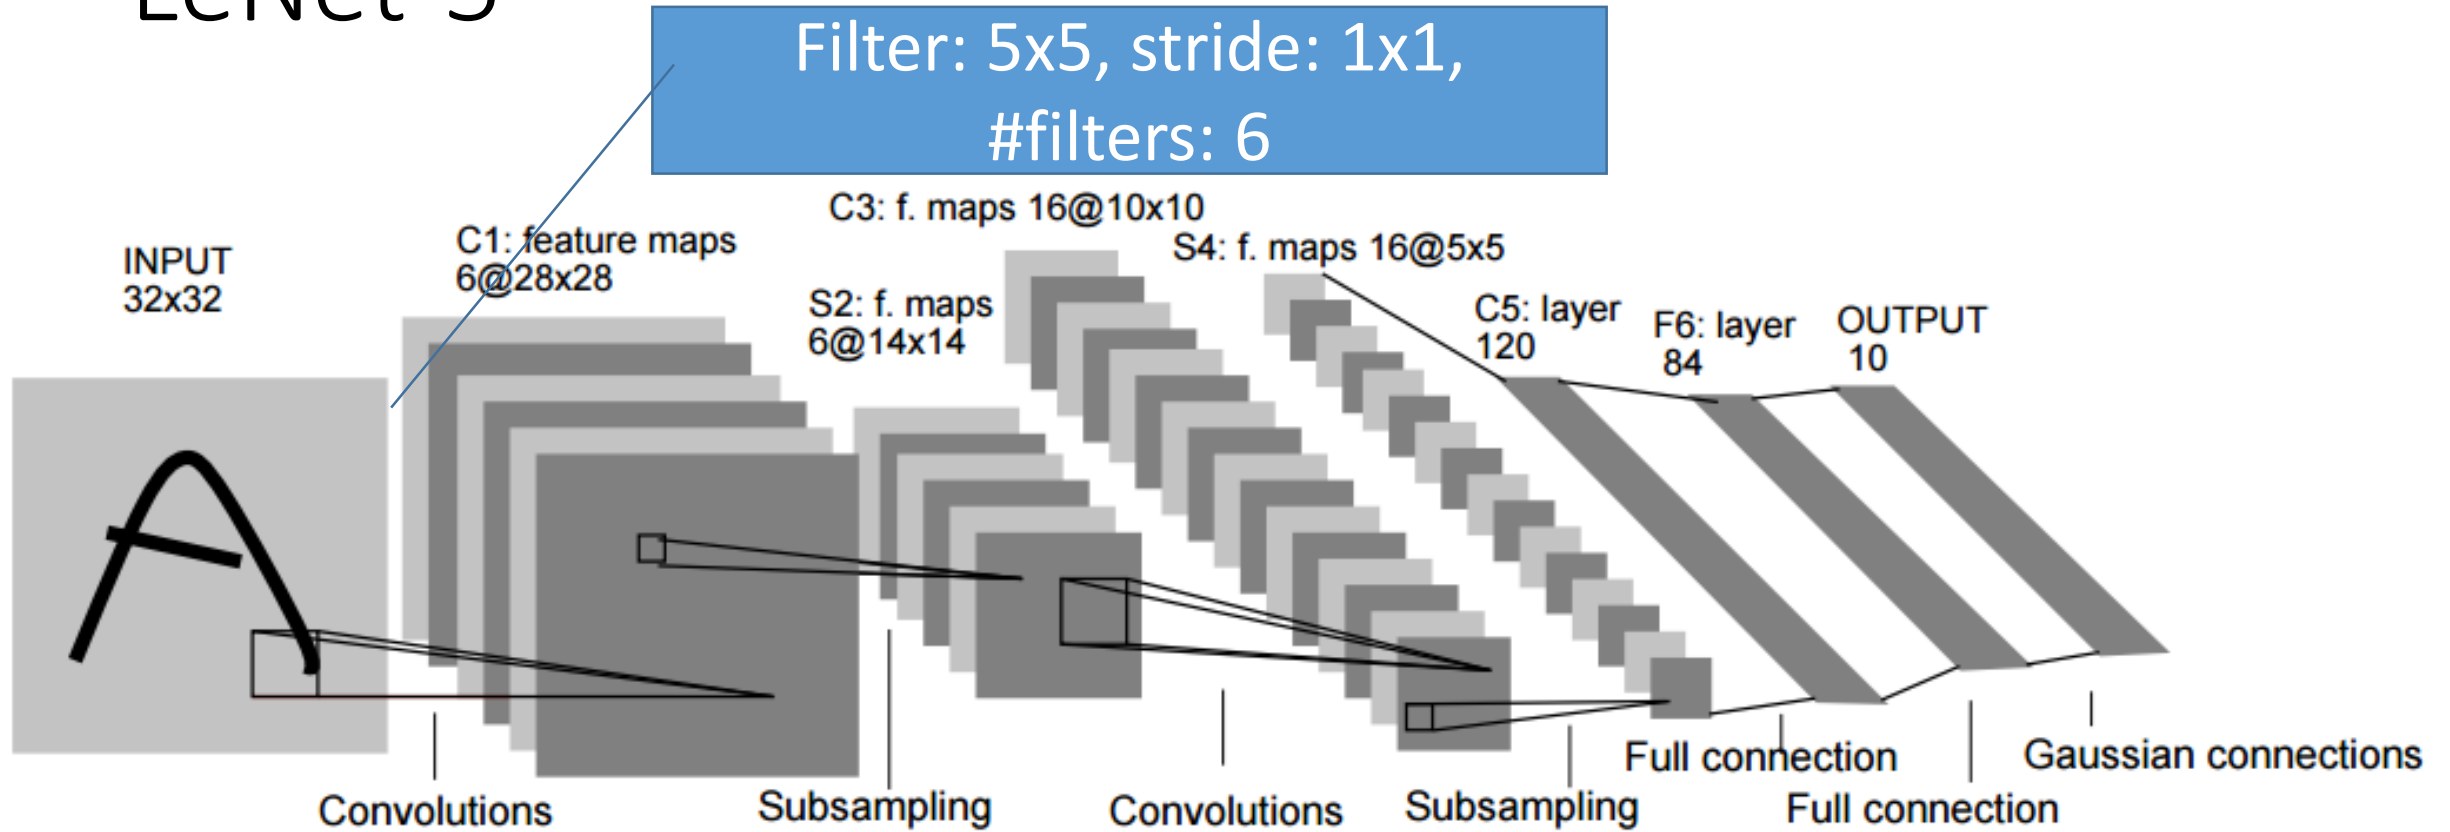 LeNet-5
Filter: 5x5, stride: 1x1,
#filters: 6
INPUT
32x32
C1: feature maps
6@28x28
C3: f. maps 16@10x10
S2: f. maps
6@14x14
S4: f. maps 16@5x5
C5: layer
120
F6: layer
84
OUTPUT
10
A
Convolutions
Subsampling
Convolutions
Subsampling
Full connection
Full connection
Gaussian connections